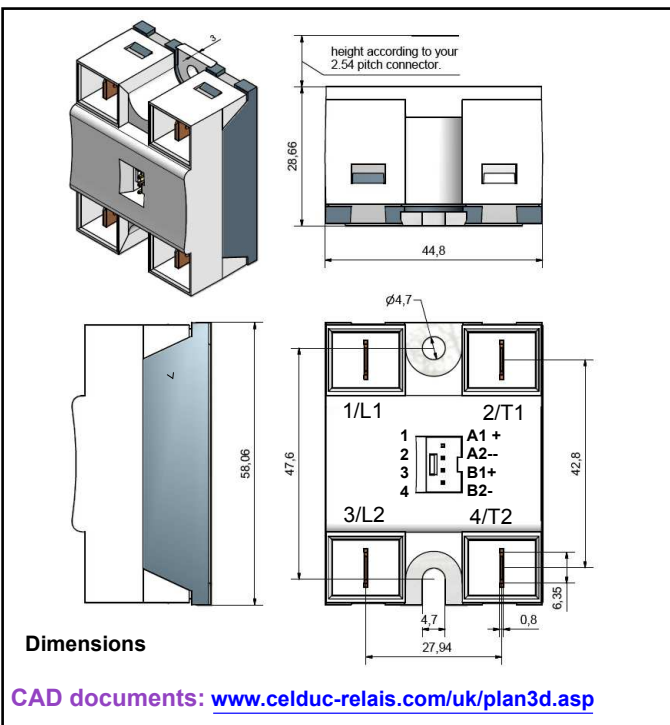 3
height according to your
2.54 pitch connector.
28,66
44,8
Ø4,7
58,06
47,6
42,8
1/L1
2/T1
1 A1 +
2 A2--
3 B1+
4 B2-
3/L2
4/T2
6,35
4,7
0,8
27,94
Dimensions
CAD documents: www.celduc-relais.com/uk/plan3d.asp